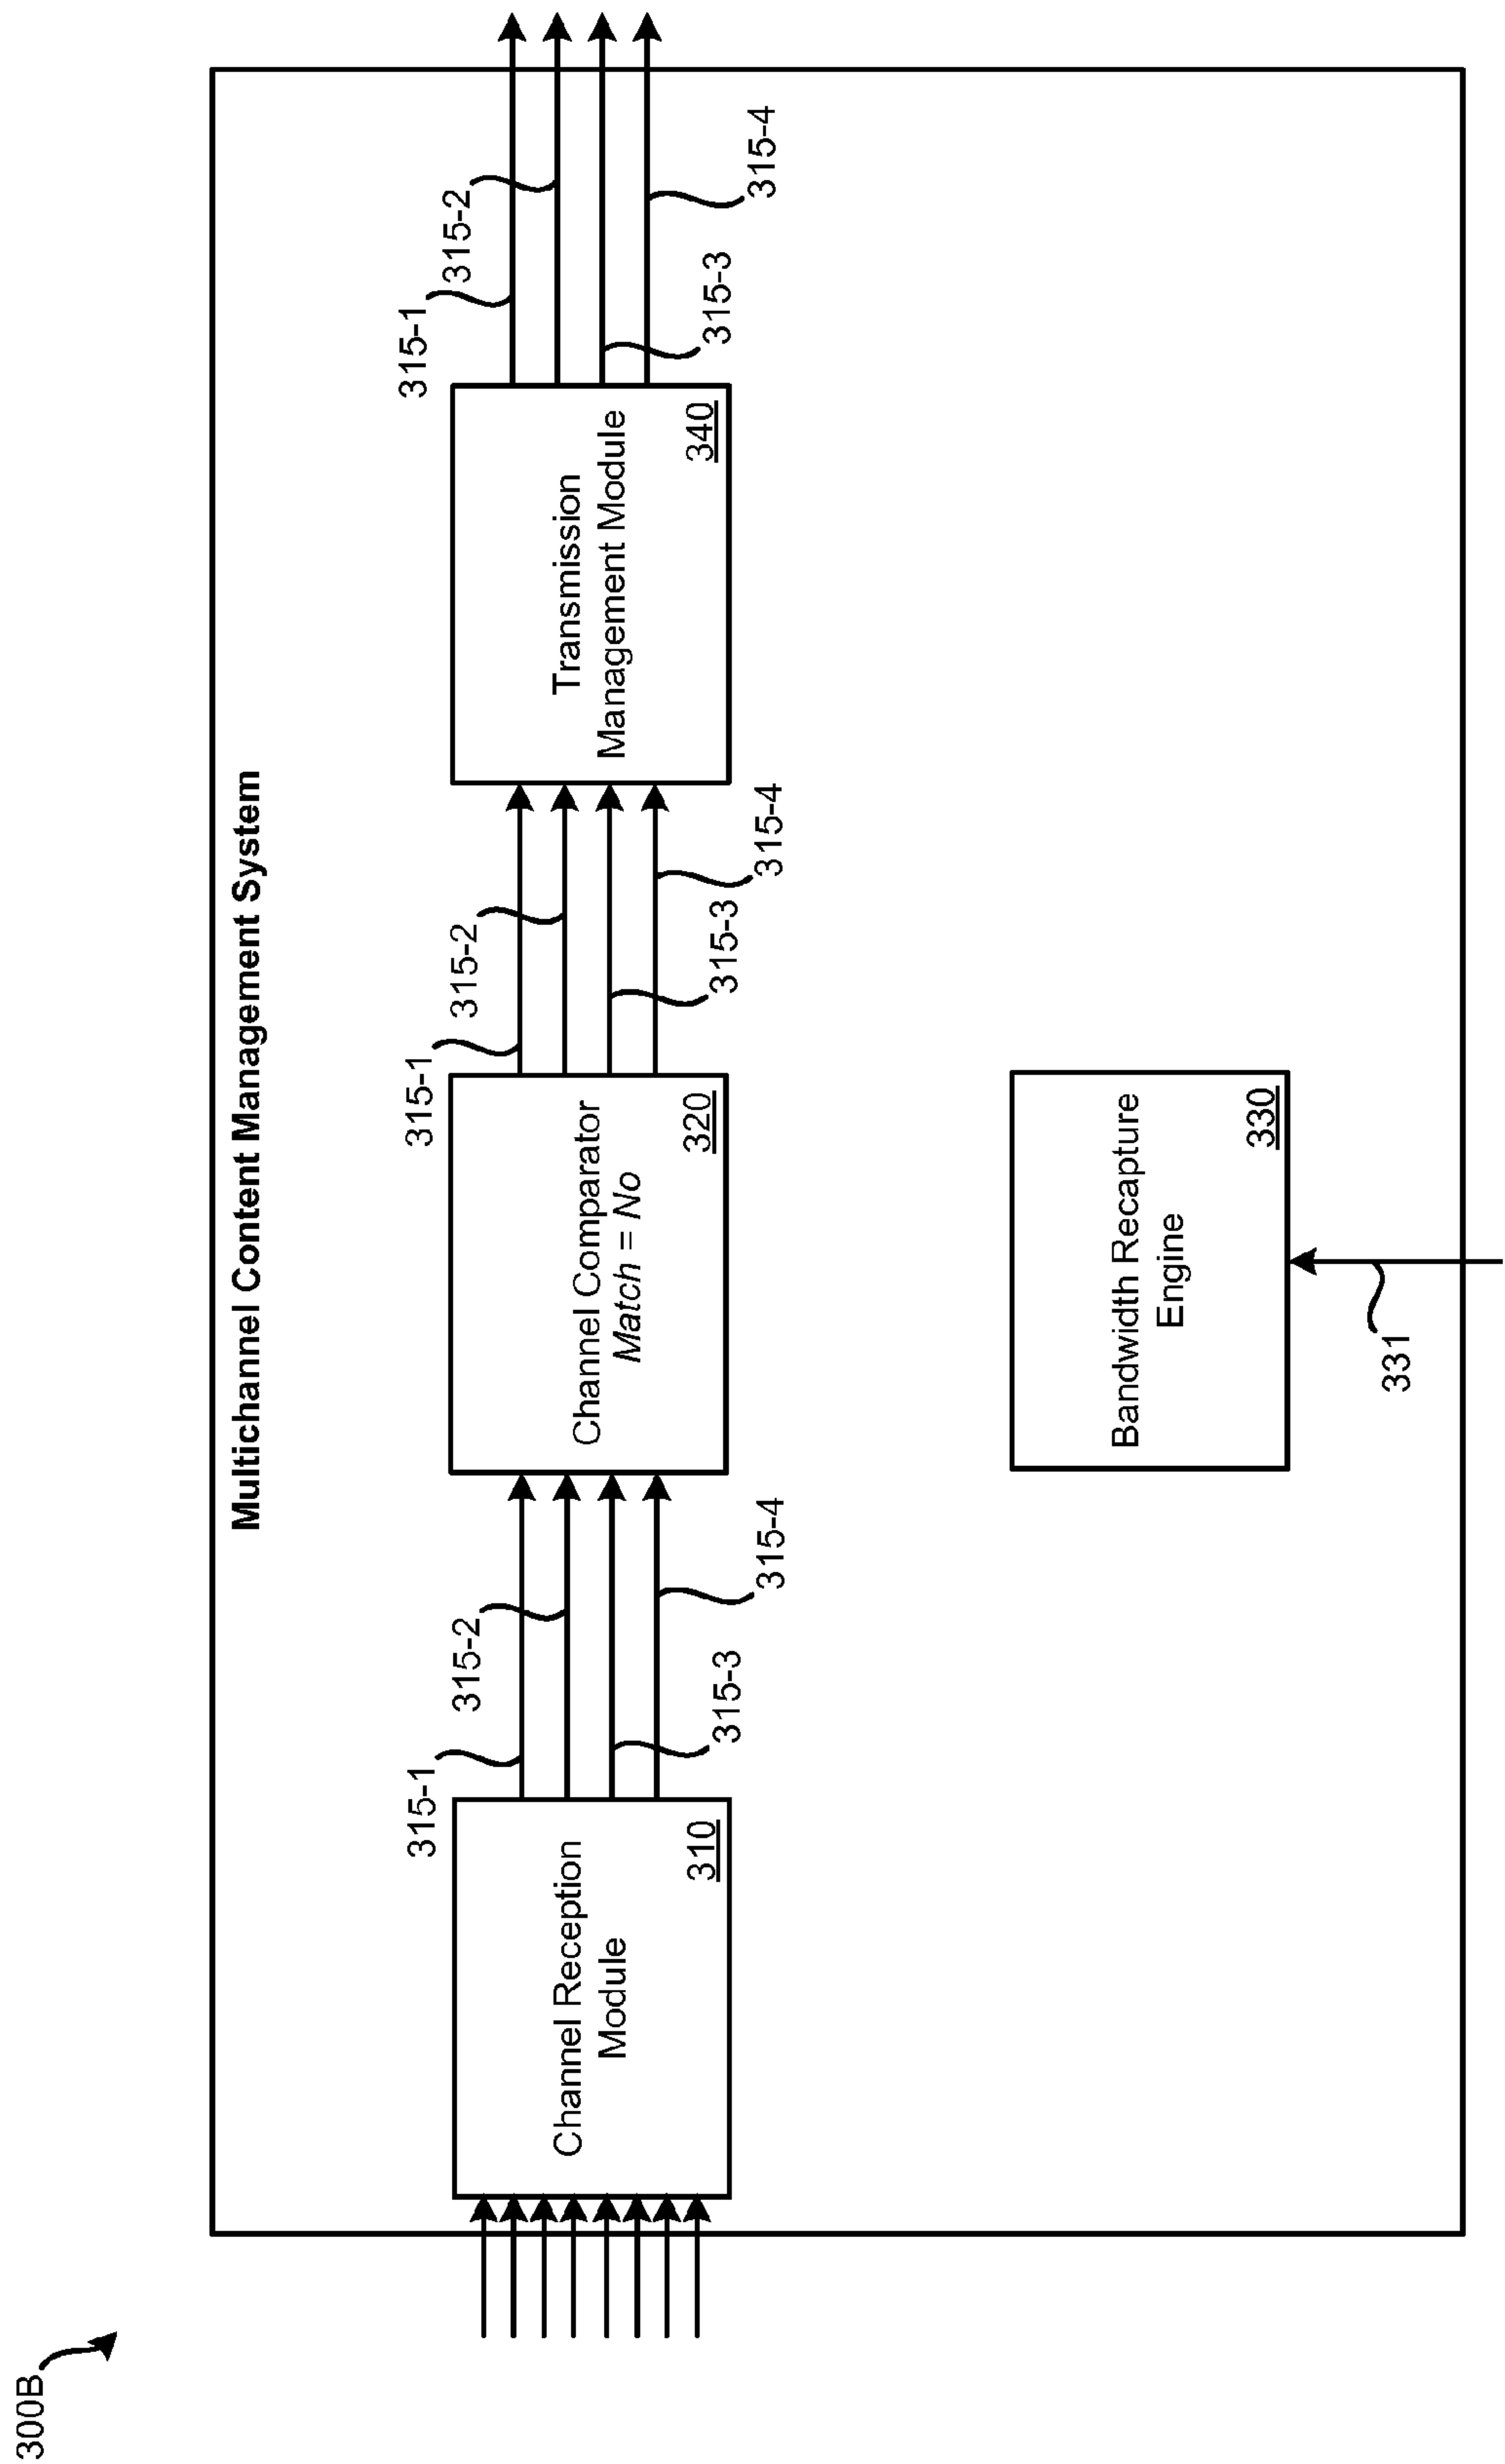 300B
Multichannel Content Management System
315-1
315-2
315-3
315-4
315-1
315-2
315-3
315-4
315-1
315-2
315-3
315-4
Channel Reception
Module
310
Channel Comparator
Match = No
320
Transmission
Management Module
340
Bandwidth Recapture
Engine
330
331